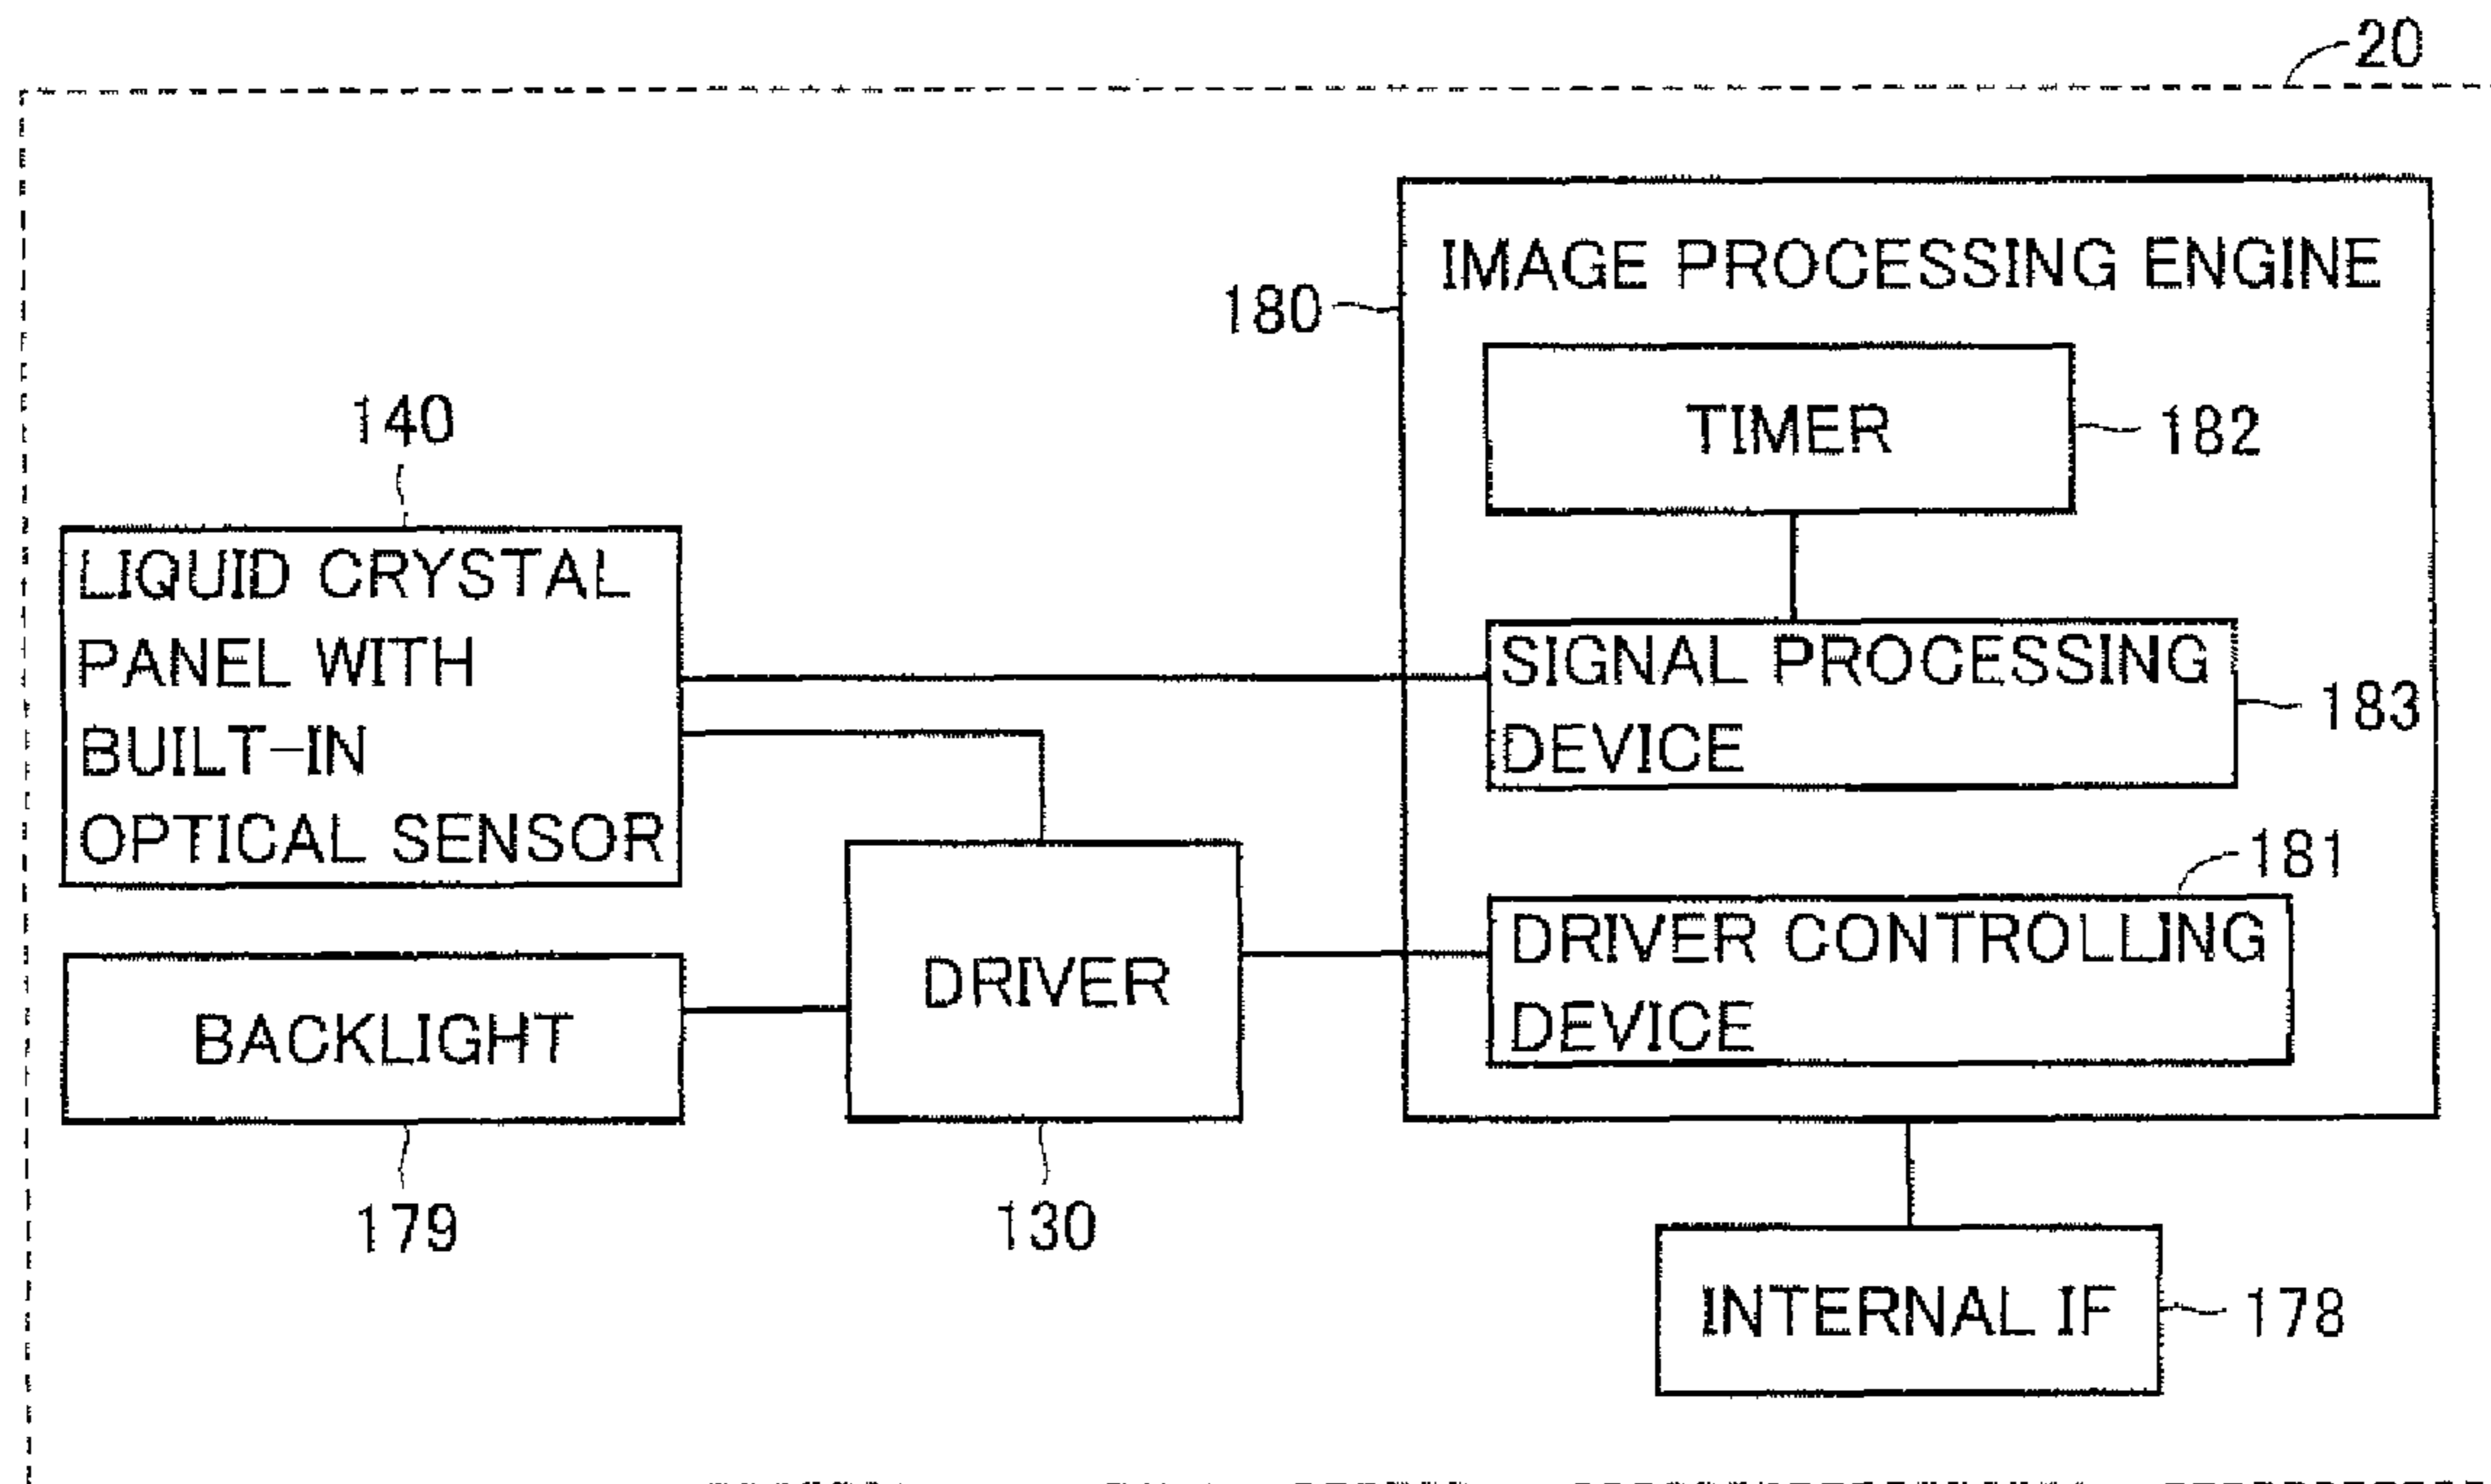 20
IMAGE PROCESSING ENGINE
180
TIMER
182
140
LIQUID CRYSTAL
PANEL WITH
BUILT-IN
OPTICAL SENSOR
SIGNAL PROCESSING
DEVICE
183
181
DRIVER CONTROLLING
DEVICE
DRIVER
BACKLIGHT
179
130
INTERNAL IF
178